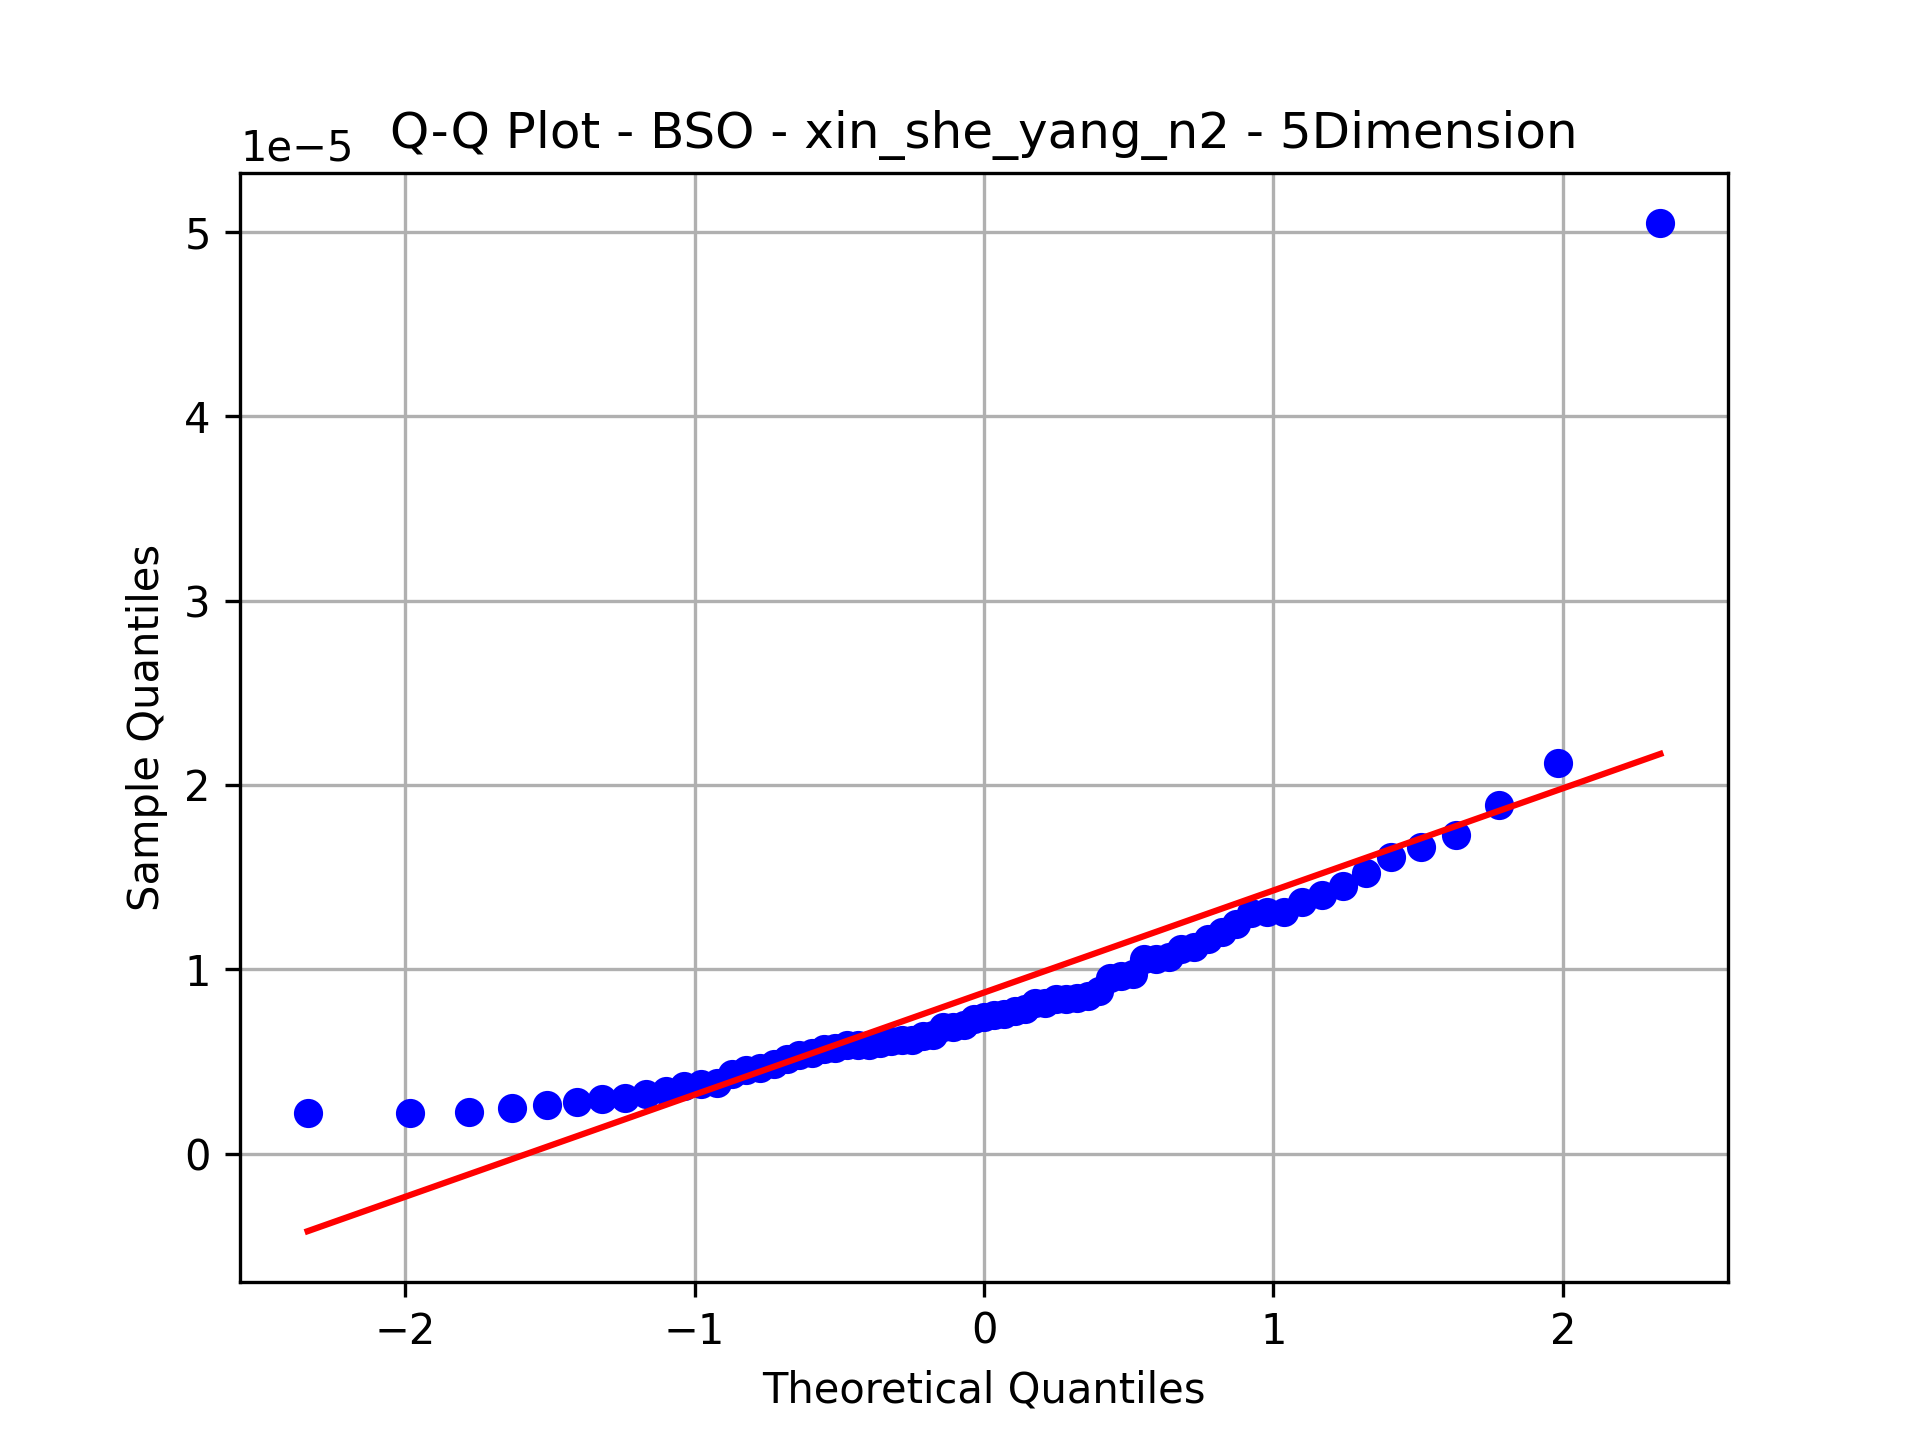 Q-Q Plot - BSO - xin_she_yang_n2 - 5Dimension
1e−5
5
4
3
2
1
0
Sample Quantiles
−2 −1 0 1 2
Theoretical Quantiles